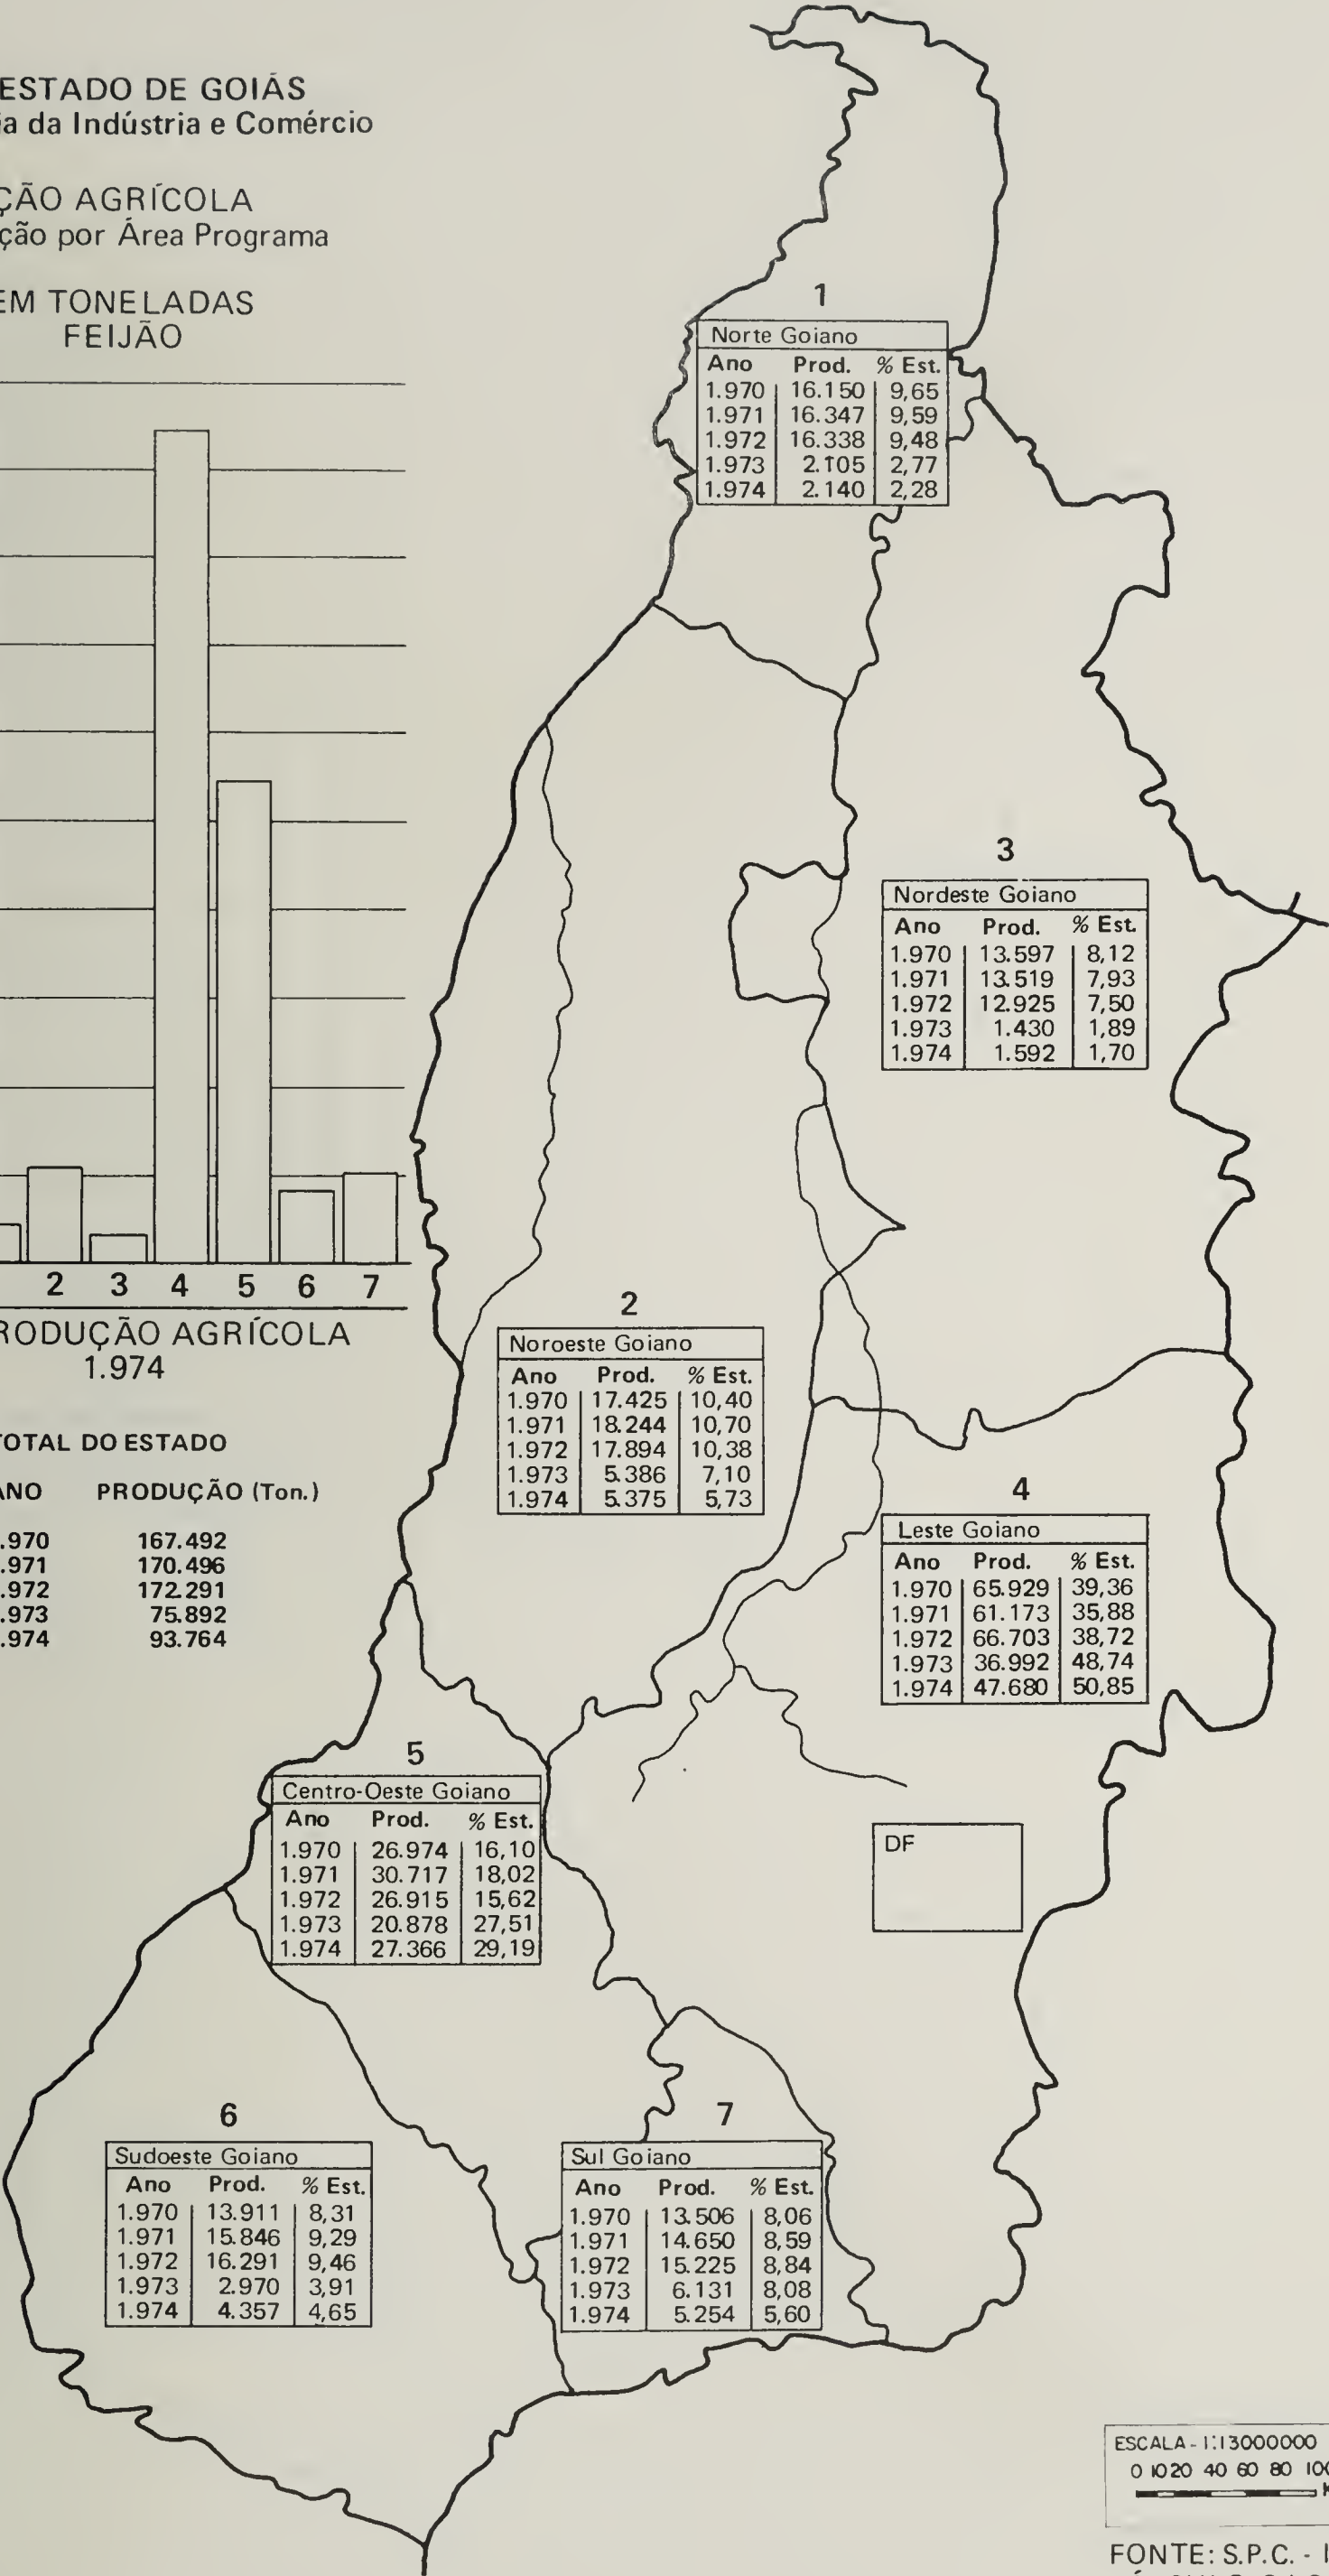 ESTADO DE GOIÁS
da Indústria e Comércio
AGRÍCOLA
por Área Programa
EM TONELADAS
FEIJÃO
2 3 4 5 6 7
AGRÍCOLA
1.974
TOTAL DO ESTADO
ANO PRODUÇÃO (Ton.)
.970 167.492
.971 170.496
.972 172.291
.973 75.892
.974 93.764
1
Norte Goiano
Ano Prod. % Est.
1.970 16.150 9,65
1.971 16.347 9,59
1.972 16.338 9,48
1.973 2.105 2,77
1.974 2.140 2,28
3
Nordeste Goiano
Ano Prod. % Est.
1.970 13.597 8,12
1.971 13.519 7,93
1.972 12.925 7,50
1.973 1.430 1,89
1.974 1.592 1,70
2
Noroeste Goiano
Ano Prod. % Est.
1.970 17.425 10,40
1.971 18.244 10,70
1.972 17.894 10,38
1.973 5.386 7,10
1.974 5.375 5,73
4
Leste Goiano
Ano Prod. % Est.
1.970 65.929 39,36
1.971 61.173 35,88
1.972 66.703 38,72
1.973 36.992 48,74
1.974 47.680 50,85
5
Centro-Oeste Goiano
Ano Prod. % Est.
1.970 26.974 16,10
1.971 30.717 18,02
1.972 26.915 15,62
1.973 20.878 27,51
1.974 27.366 29,19
DF
6
Sudoeste Goiano
Ano Prod. % Est.
1.970 13.911 8,31
1.971 15.846 9,29
1.972 16.291 9,46
1.973 2.970 3,91
1.974 4.357 4,65
7
Sul Goiano
Ano Prod. % Est.
1.970 13.506 8,06
1.971 14.650 8,59
1.972 15.225 8,84
1.973 6.131 8,08
1.974 5.254 5,60
ESCALA - 1:13000000
0 10 20 40 60 80 100
FONTE: S.P.C. -